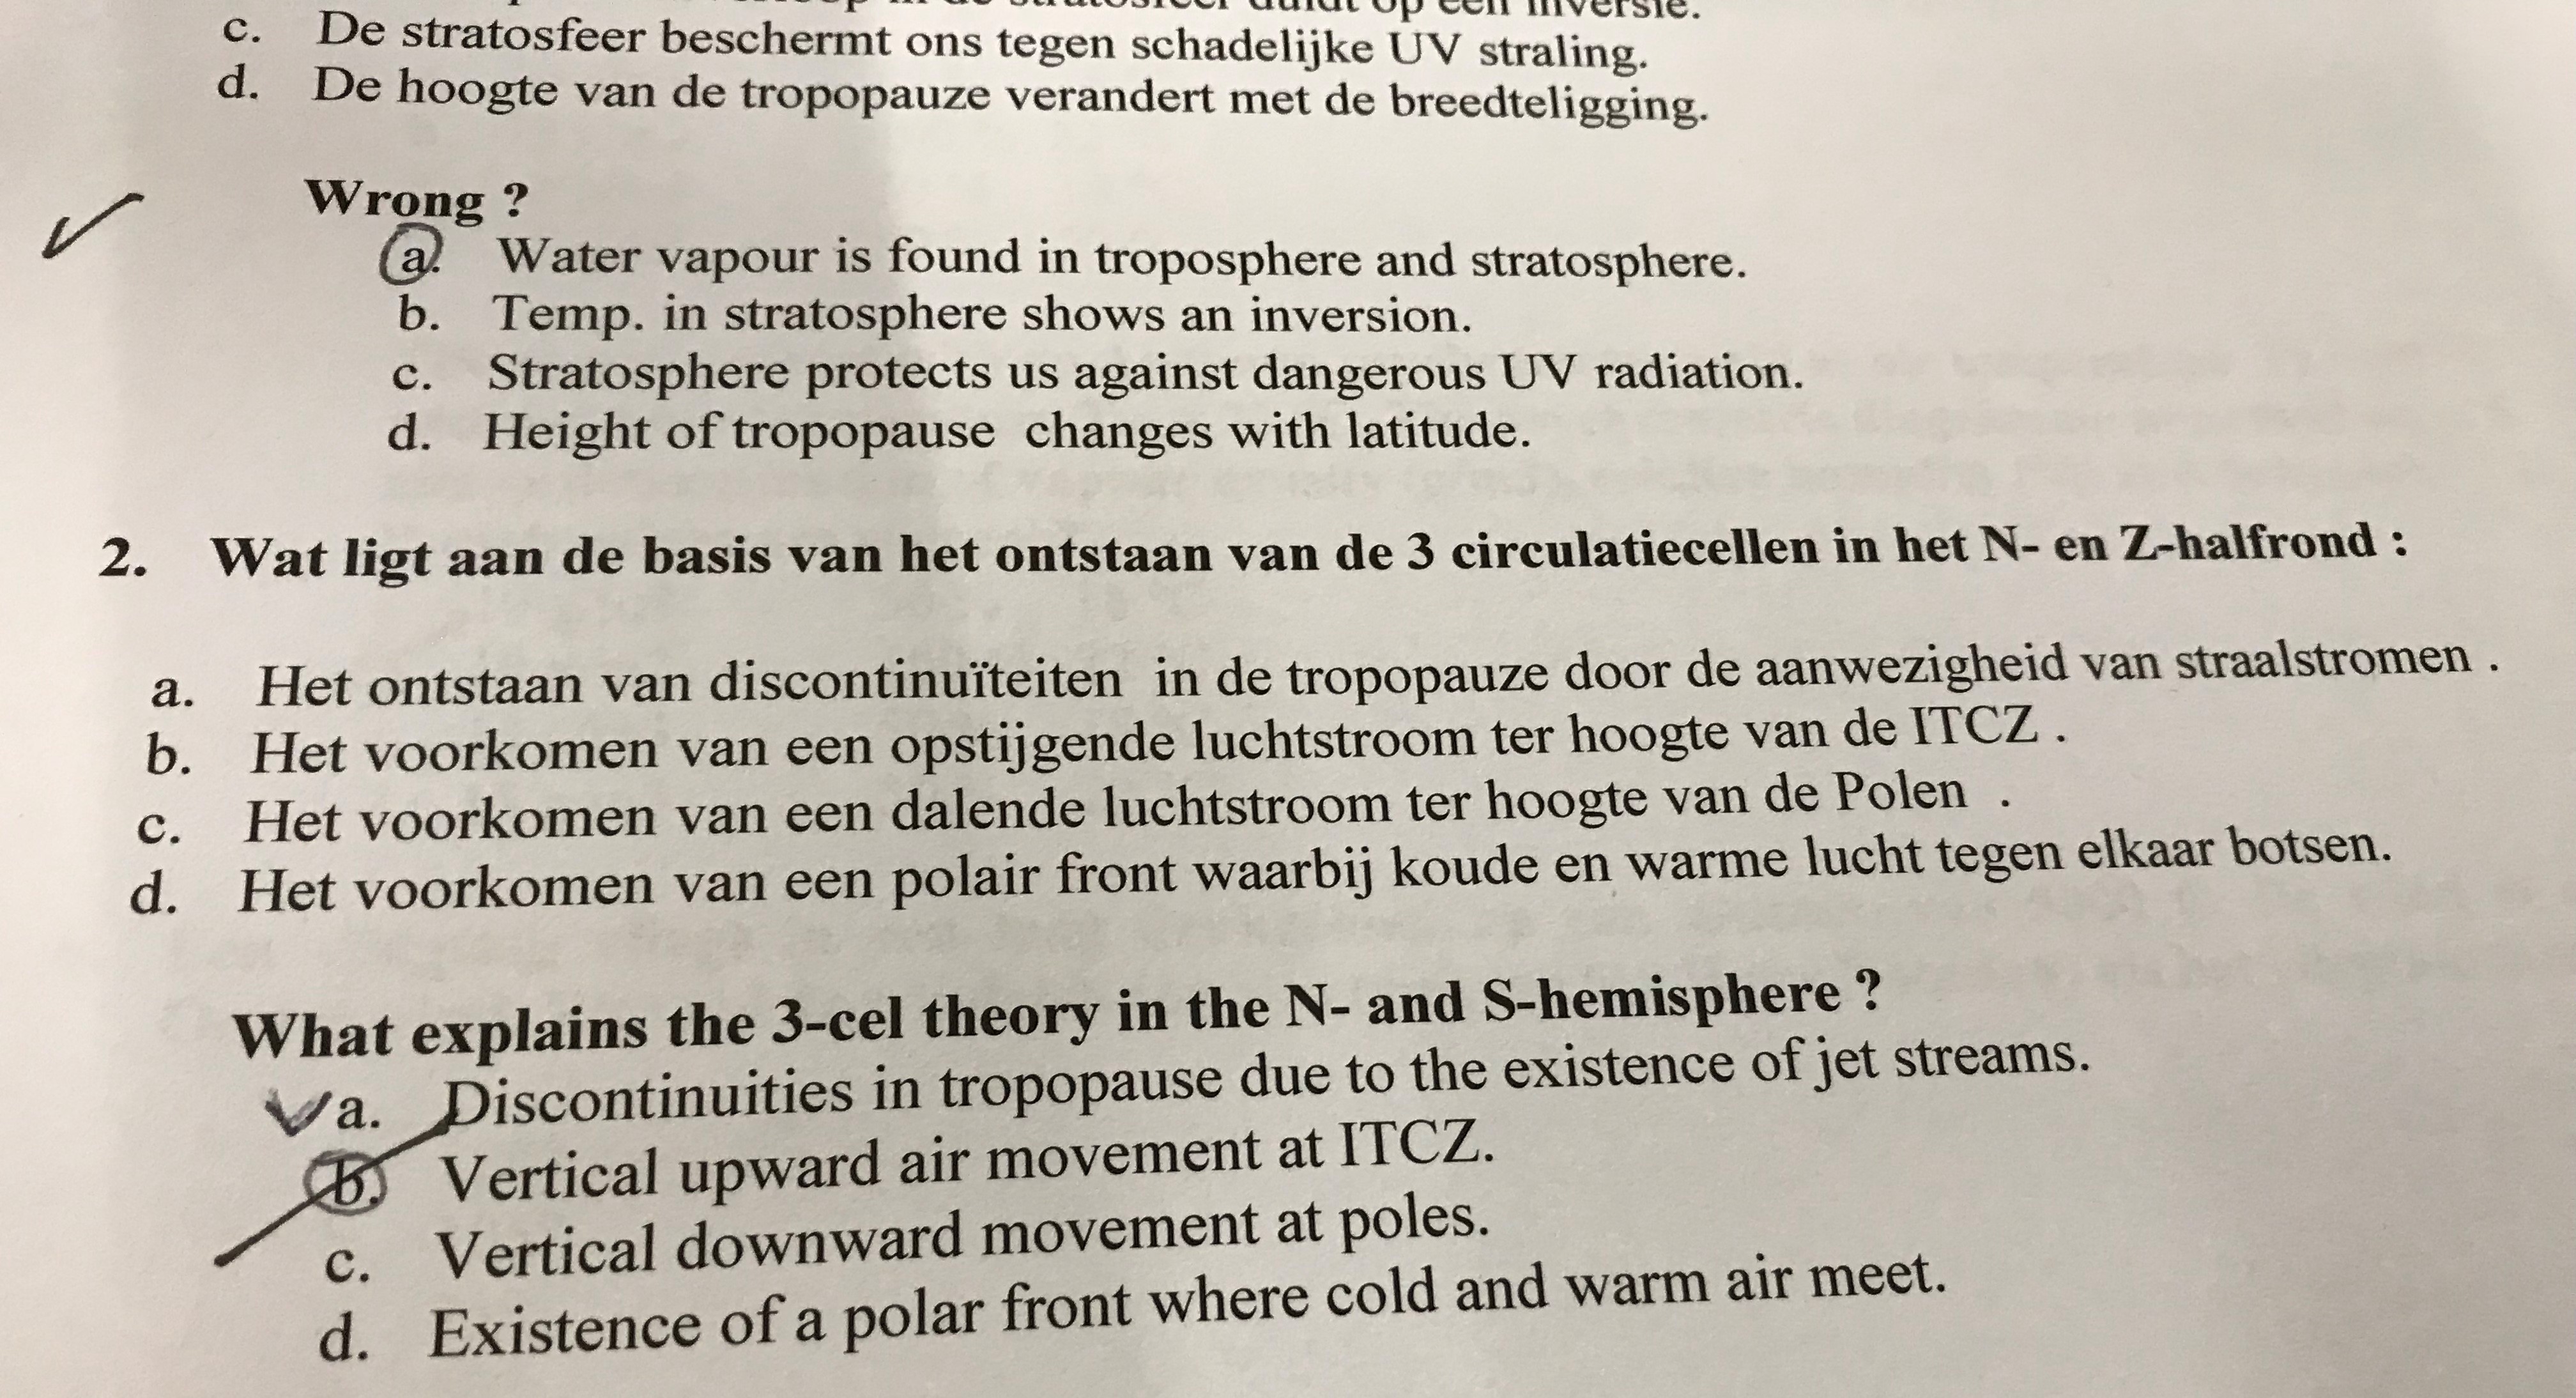 in de stratosfeer duidt op een inversie.
c. De stratosfeer beschermt ons tegen schadelijke UV straling.
d. De hoogte van de tropopauze verandert met de breedteligging.
Wrong ?
a. Water vapour is found in troposphere and stratosphere.
b. Temp. in stratosphere shows an inversion.
c. Stratosphere protects us against dangerous UV radiation.
d. Height of tropopause changes with latitude.
2. Wat ligt aan de basis van het ontstaan van de 3 circulatiecellen in het N- en Z-halfrond :
a. Het ontstaan van discontinuïteiten in de tropopauze door de aanwezigheid van straalstromen .
b. Het voorkomen van een opstijgende luchtstroom ter hoogte van de ITCZ .
c. Het voorkomen van een dalende luchtstroom ter hoogte van de Polen .
d. Het voorkomen van een polair front waarbij koude en warme lucht tegen elkaar botsen.
What explains the 3-cel theory in the N- and S-hemisphere ?
a. Discontinuities in tropopause due to the existence of jet streams.
b. Vertical upward air movement at ITCZ.
c. Vertical downward movement at poles.
d. Existence of a polar front where cold and warm air meet.